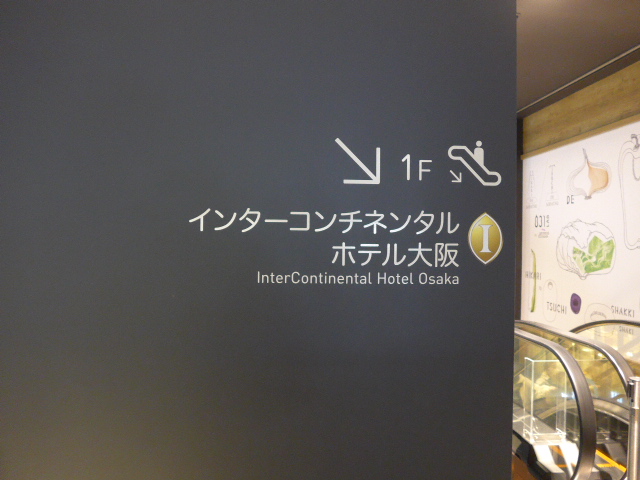 1F
インターコンチネンタル
ホテル大阪
I
InterContinental Hotel Osaka
DE
TSUCHI